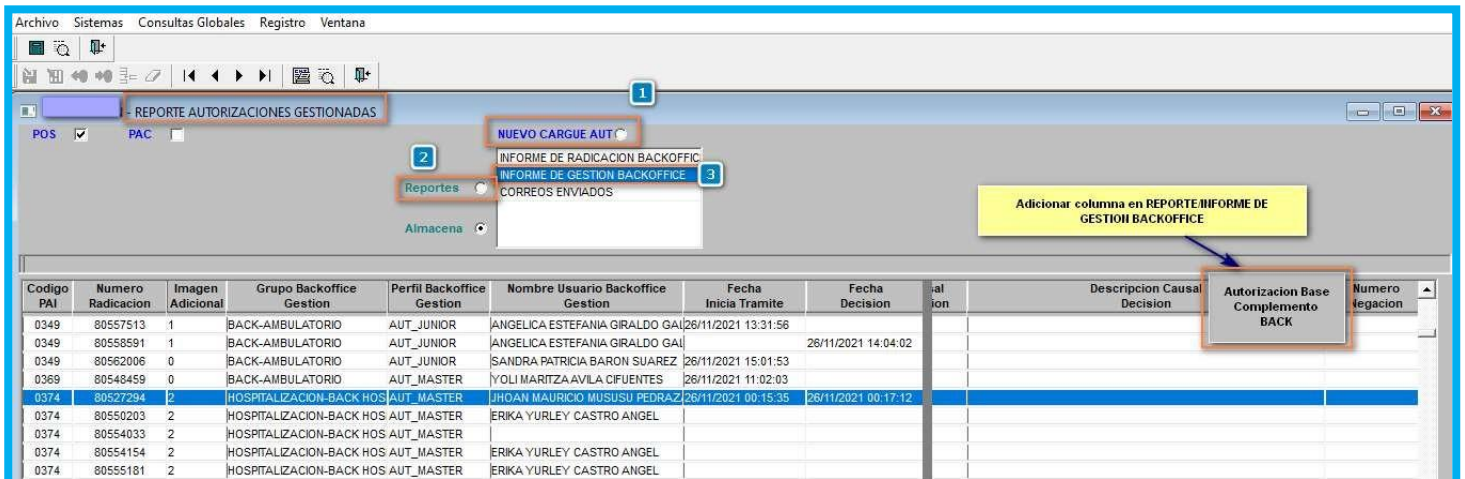 Archivo Sistemas Consultas Globales Registro Ventana
1
- REPORTE AUTORIZACIONES GESTIONADAS
POS PAC NUEVO CARGUE AUT
2
INFORME DE RADICACION BACKOFFIC
INFORME DE GESTION BACKOFFICE 3
Reportes CORREOS ENVIADOS
Almacena
Adicionar columna en REPORTE/INFORME DE
GESTION BACKOFFICE
Codigo Numero Imagen Grupo Backoffice Perfil Backoffice Nombre Usuario Backoffice Fecha Fecha sal Descripcion Causal Autorizacion Base Numero
PAI Radicacion Adicional Gestion Gestion Gestion Inicia Tramite Decision ion Decision Complemento Negacion
BACK
0349 80557513 1 BACK-AMBULATORIO AUT_JUNIOR ANGELICA ESTEFANIA GIRALDO GAL 26/11/2021 13:31:56
0349 80558591 1 BACK-AMBULATORIO AUT_JUNIOR ANGELICA ESTEFANIA GIRALDO GAL 26/11/2021 14:04:02
0349 80562006 0 BACK-AMBULATORIO AUT_JUNIOR SANDRA PATRICIA BARON SUAREZ 26/11/2021 15:01:53
0369 80548459 0 BACK-AMBULATORIO AUT_MASTER YOLI MARITZA AVILA CIFUENTES 26/11/2021 11:02:03
0374 80527294 2 HOSPITALIZACION-BACK HOS AUT_MASTER JHOAN MAURICIO MUSUSU PEDRAZ 26/11/2021 00:15:35 26/11/2021 00:17:12
0374 80550203 2 HOSPITALIZACION-BACK HOS AUT_MASTER ERIKA YURLEY CASTRO ANGEL
0374 80554033 2 HOSPITALIZACION-BACK HOS AUT_MASTER
0374 80554154 2 HOSPITALIZACION-BACK HOS AUT_MASTER ERIKA YURLEY CASTRO ANGEL
0374 80555181 2 HOSPITALIZACION-BACK HOS AUT_MASTER ERIKA YURLEY CASTRO ANGEL